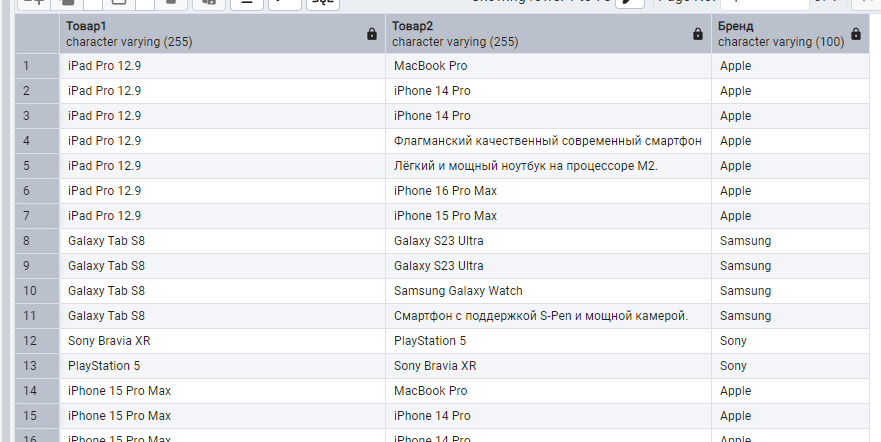 Товар1 Товар2 Бренд
character varying (255) character varying (255) character varying (100)
1 iPad Pro 12.9 MacBook Pro Apple
2 iPad Pro 12.9 iPhone 14 Pro Apple
3 iPad Pro 12.9 iPhone 14 Pro Apple
4 iPad Pro 12.9 Флагманский качественный современный смартфон Apple
5 iPad Pro 12.9 Лёгкий и мощный ноутбук на процессоре M2. Apple
6 iPad Pro 12.9 iPhone 16 Pro Max Apple
7 iPad Pro 12.9 iPhone 15 Pro Max Apple
8 Galaxy Tab S8 Galaxy S23 Ultra Samsung
9 Galaxy Tab S8 Galaxy S23 Ultra Samsung
10 Galaxy Tab S8 Samsung Galaxy Watch Samsung
11 Galaxy Tab S8 Смартфон с поддержкой S-Pen и мощной камерой. Samsung
12 Sony Bravia XR PlayStation 5 Sony
13 PlayStation 5 Sony Bravia XR Sony
14 iPhone 15 Pro Max MacBook Pro Apple
15 iPhone 15 Pro Max iPhone 14 Pro Apple
16 iPhone 15 Pro Max iPhone 14 Pro Apple